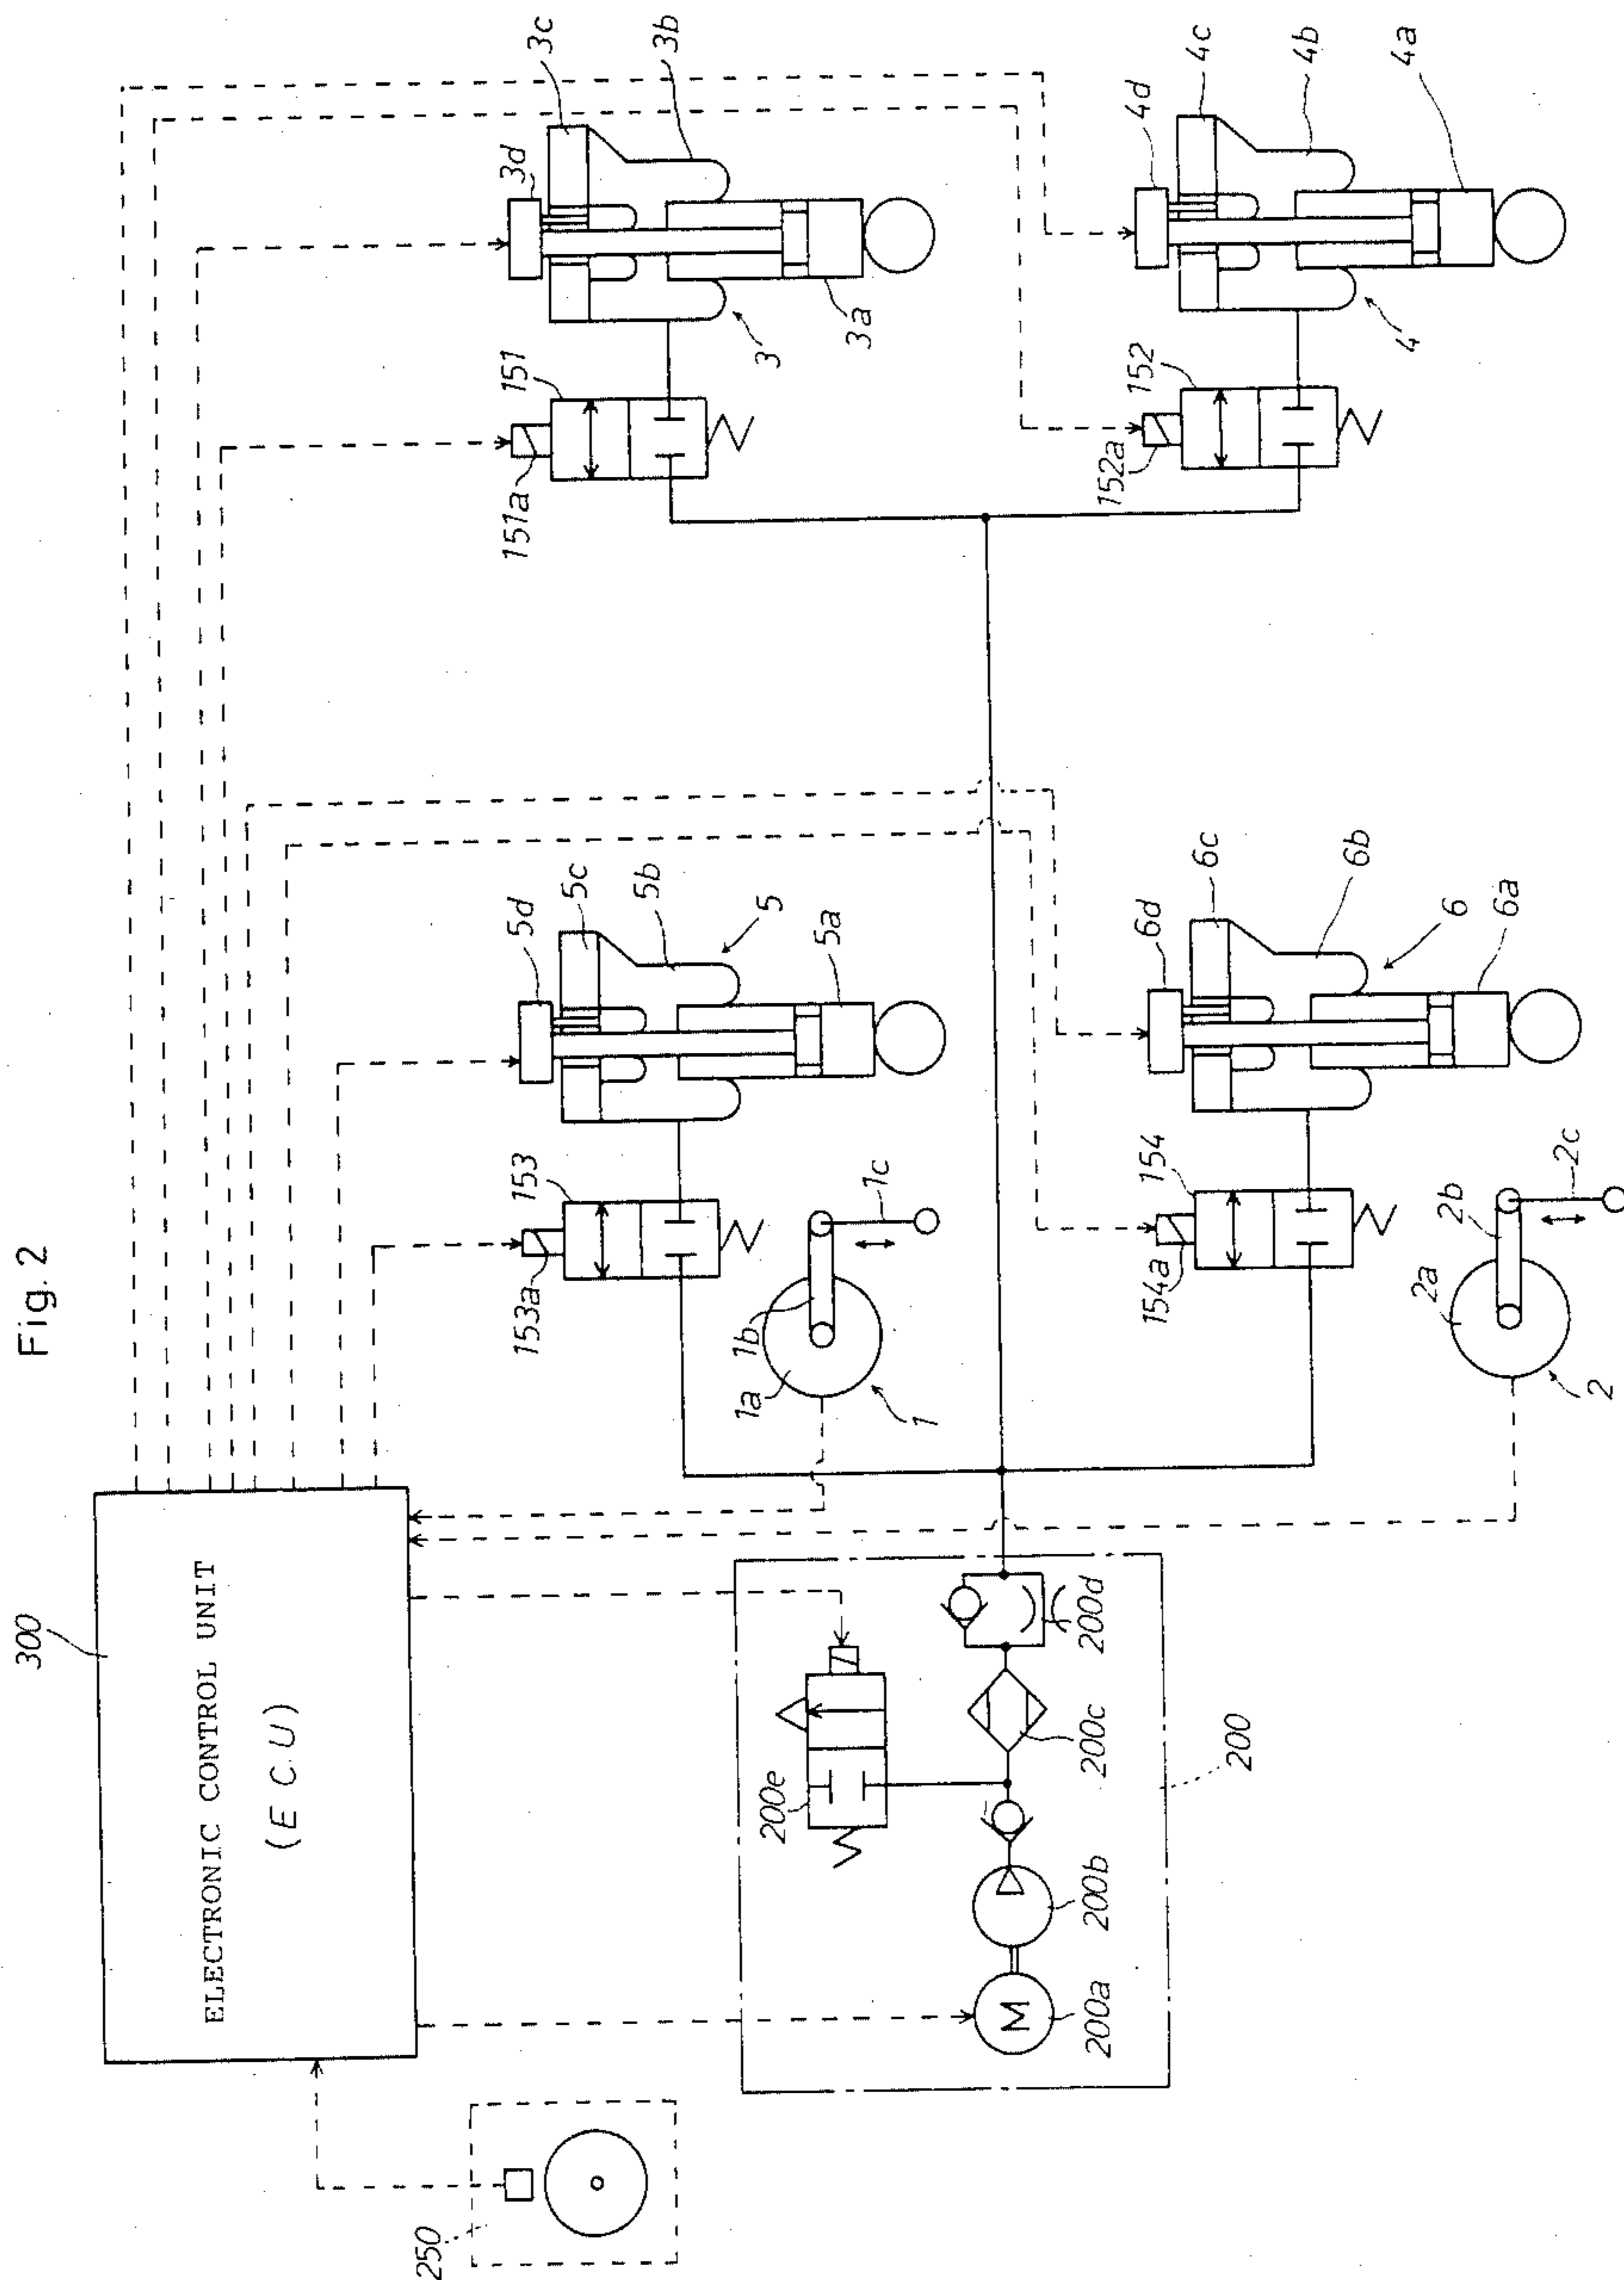 Fig. 2
300
ELECTRONIC CONTROL UNIT
(E C. U)
250
200
200a
200b
200c
200d
200e
1
1a
1b
1c
2
2a
2b
2c
153
153a
154
154a
5
5a
5b
5c
5d
6
6a
6b
6c
6d
151
151a
152
152a
3
3a
3b
3c
3d
4
4a
4b
4c
4d
M